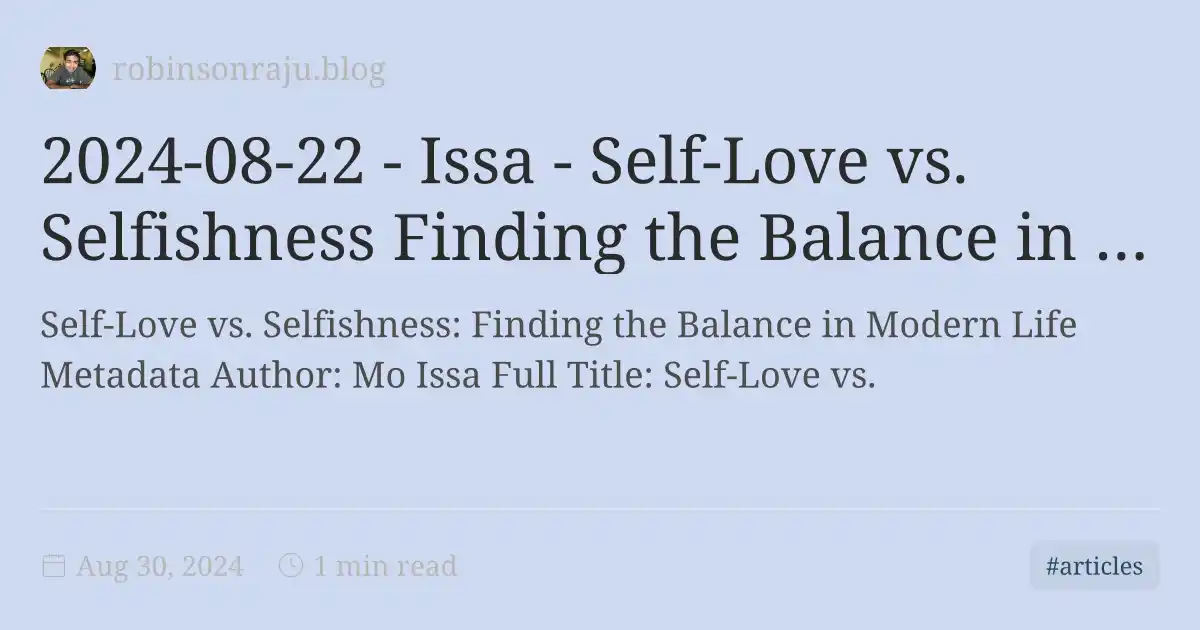 robinsonraju.blog
2024-08-22 - Issa - Self-Love vs.
Selfishness Finding the Balance in ...
Self-Love vs. Selfishness: Finding the Balance in Modern Life
Metadata Author: Mo Issa Full Title: Self-Love vs.
Aug 30, 2024 1 min read
#articles